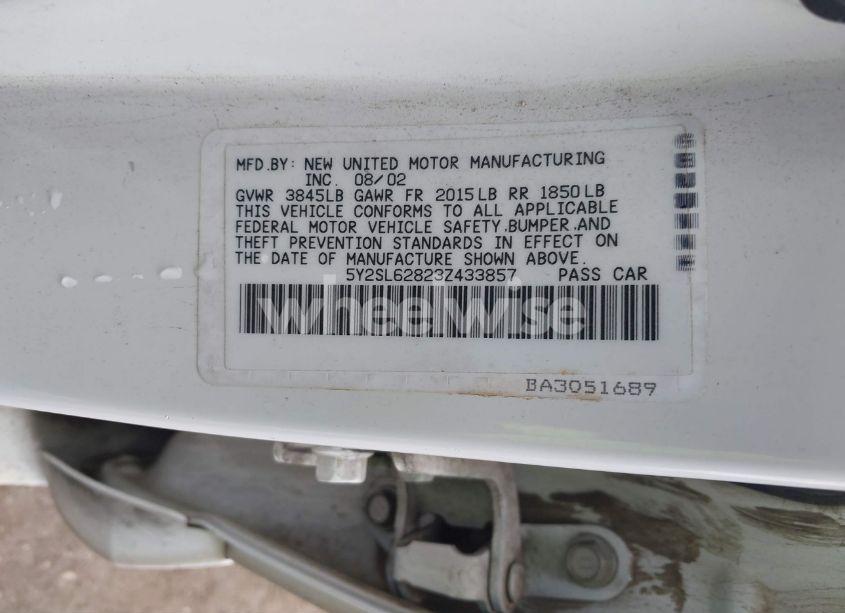 MFD.BY: NEW UNITED MOTOR MANUFACTURING
INC. 08/02
GVWR 3845LB GAWR FR 2015LB RR 1850LB
THIS VEHICLE CONFORMS TO ALL APPLICABLE
FEDERAL MOTOR VEHICLE SAFETY,BUMPER,AND
THEFT PREVENTION STANDARDS IN EFFECT ON
THE DATE OF MANUFACTURE SHOWN ABOVE.
5Y2SL62823Z433857 PASS CAR
wheelwise
BA3051689